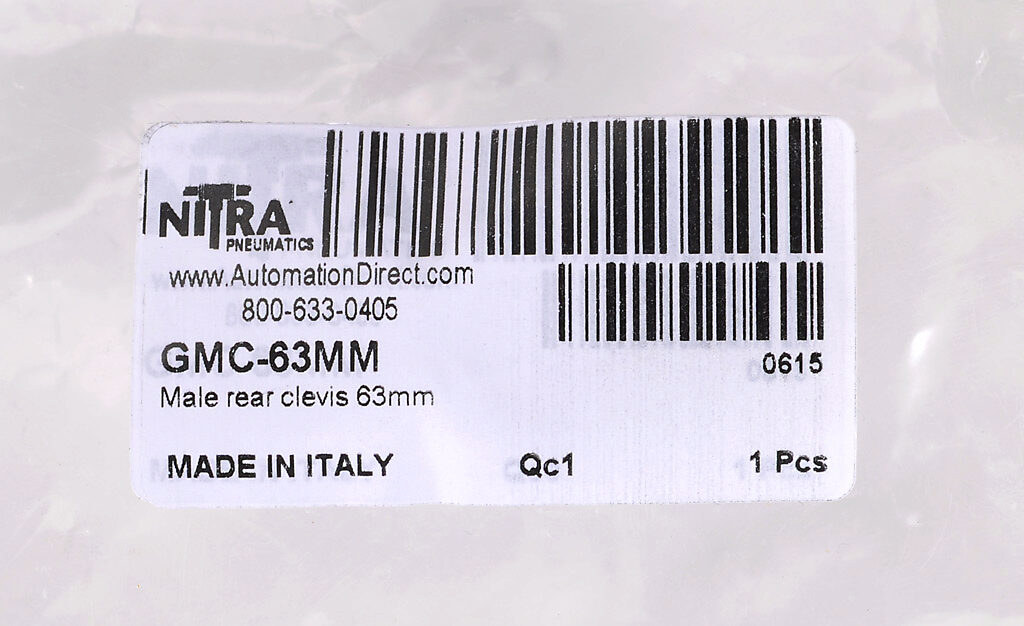 NITRA
PNEUMATICS
www.AutomationDirect.com
800-633-0405
GMC-63MM
0615
Male rear clevis 63mm
MADE IN ITALY Qc1 1 Pcs